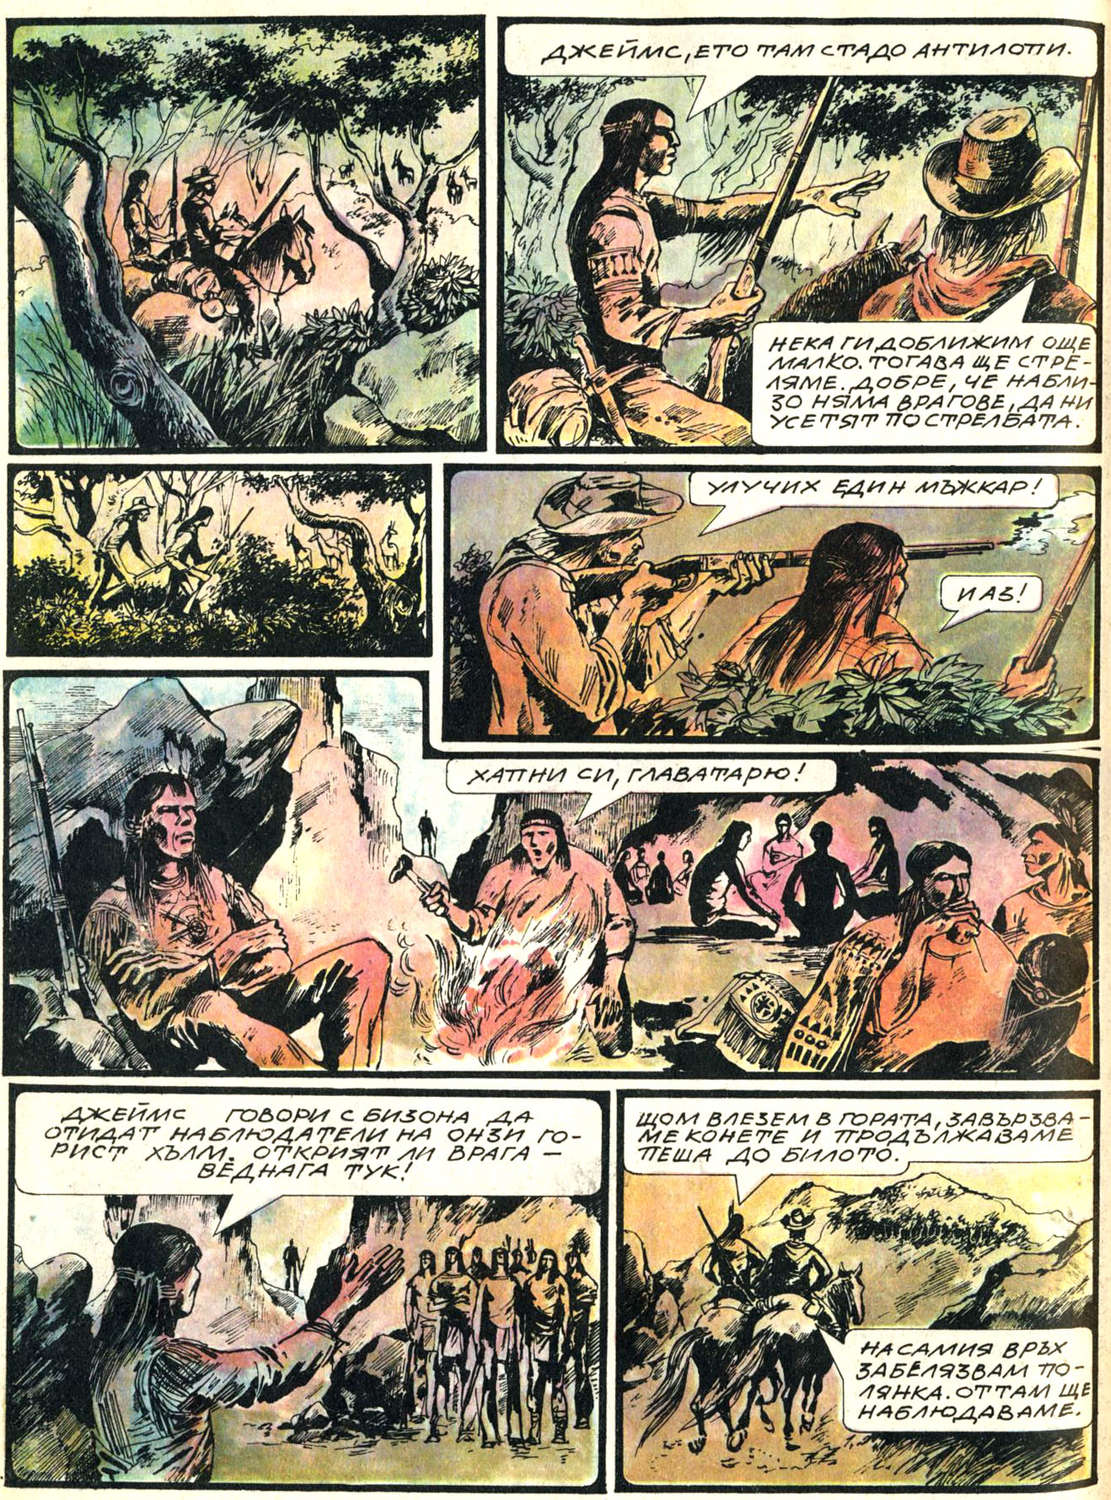 ДЖЕЙМС, ЕТО ТАМ СТАДО АНТИЛОПИ.
НЕКА ГИ ДОБЛИЖИМ ОЩЕ
МАЛКО. ТОГАВА ЩЕ СТРЕ-
ЛЯМЕ. ДОБРЕ, ЧЕ НАБЛИ-
ЗО НЯМА ВРАГОВЕ, ДА НИ
УСЕТЯТ ПО СТРЕЛБАТА.
УЛУЧИХ ЕДИН МЪЖКАР!
И АЗ!
ХАПНИ СИ, ГЛАВАТАРЮ!
ДЖЕЙМС ГОВОРИ С БИЗОНА ДА
ОТИДАТ НАБЛЮДАТЕЛИ НА ОНЗИ ГО-
РИСТ ХЪЛМ. ОТКРИЯТ ЛИ ВРАГА —
ВЕДНАГА ТУК!
ЩОМ ВЛЕЗЕМ В ГОРАТА, ЗАВЪРЗВА-
МЕ КОНЕТЕ И ПРОДЪЛЖАВАМЕ
ПЕША ДО БИЛОТО.
НА САМИЯ ВРЪХ
ЗАБЕЛЯЗВАМ ПО-
ЛЯНКА. ОТТАМ ЩЕ
НАБЛЮДАВАМЕ.